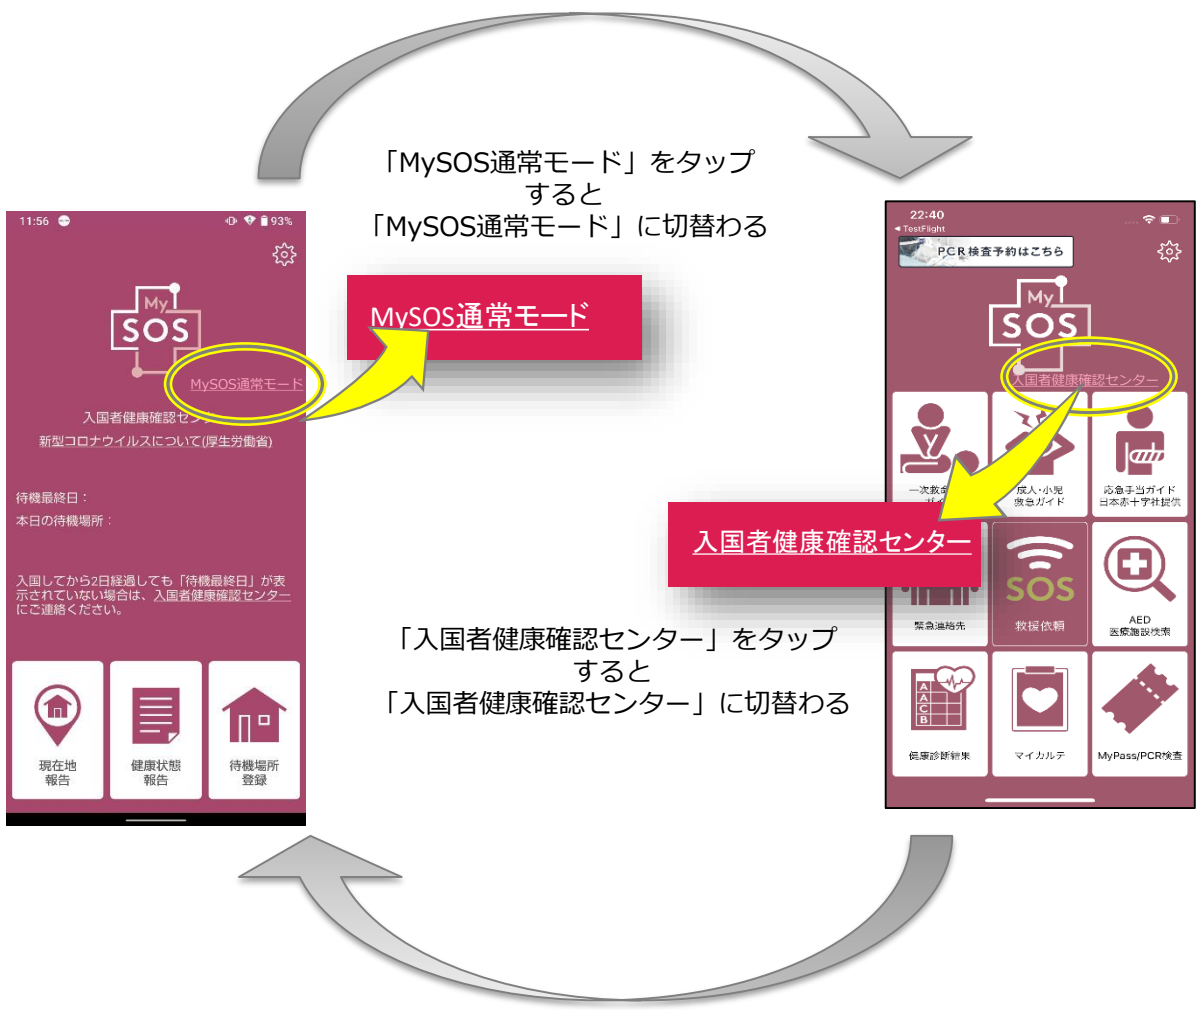 「MySOS通常モード」をタップ
すると
「MySOS通常モード」に切替わる
11:56
93%
My
SOS
MySOS通常モード
入国者健康確認セン
新型コロナウイルスについて(厚生労働省)
待機最終日：
本日の待機場所：
入国してから2日経過しても「待機最終日」が表
示されていない場合は、入国者健康確認センター
にご連絡ください。
現在地
報告
健康状態
報告
待機場所
登録
MySOS通常モード
22:40
◀ TestFlight
PCR検査予約はこちら
My
SOS
入国者健康確認センター
一次救命
成人・小児
救急ガイド
応急手当ガイド
日本赤十字社提供
入国者健康確認センター
緊急連絡先
SOS
救援依頼
AED
医療施設検索
A
A
C
B
健康診断結果
マイカルテ
MyPass/PCR検査
「入国者健康確認センター」をタップ
すると
「入国者健康確認センター」に切替わる